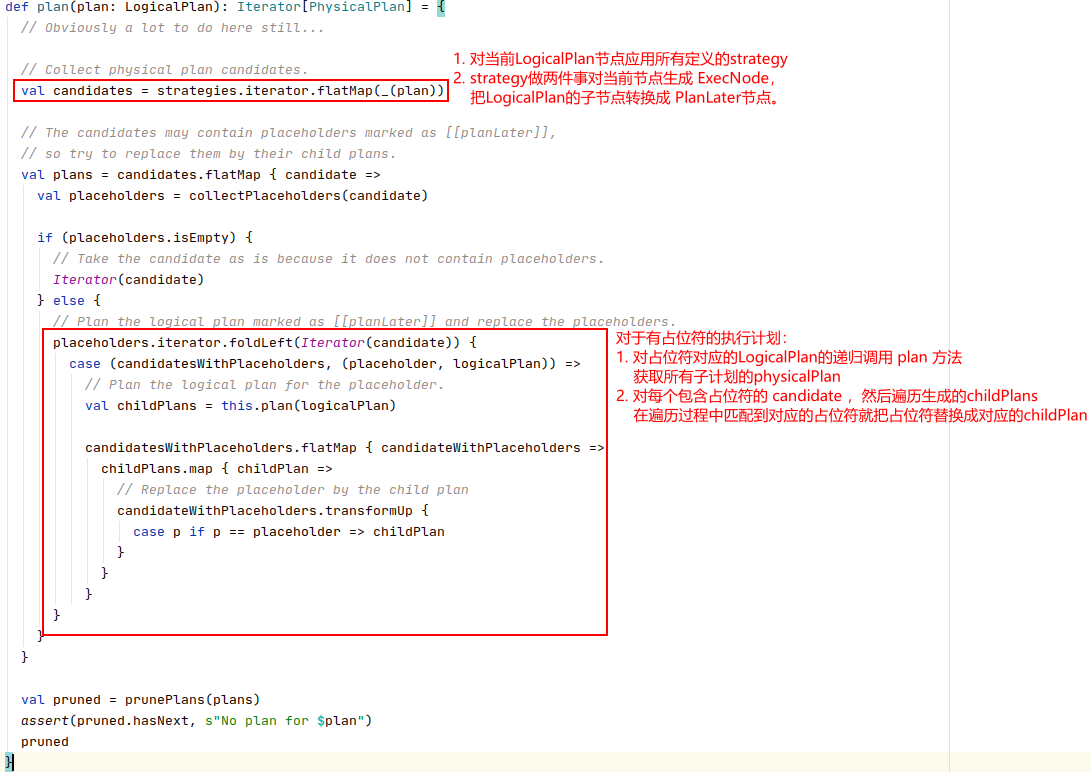 def plan(plan: LogicalPlan): Iterator[PhysicalPlan] = {
// Obviously a lot to do here still...
// Collect physical plan candidates.
val candidates = strategies.iterator.flatMap(_(plan))
1. 对当前LogicalPlan节点应用所有定义的strategy
2. strategy做两件事对当前节点生成 ExecNode，
把LogicalPlan的子节点转换成 PlanLater节点。
// The candidates may contain placeholders marked as [[planLater]],
// so try to replace them by their child plans.
val plans = candidates.flatMap { candidate =>
val placeholders = collectPlaceholders(candidate)
if (placeholders.isEmpty) {
// Take the candidate as is because it does not contain placeholders.
Iterator(candidate)
} else {
// Plan the logical plan marked as [[planLater]] and replace the placeholders.
placeholders.iterator.foldLeft(Iterator(candidate)) {
case (candidatesWithPlaceholders, (placeholder, logicalPlan)) =>
// Plan the logical plan for the placeholder.
val childPlans = this.plan(logicalPlan)
candidatesWithPlaceholders.flatMap { candidateWithPlaceholders =>
childPlans.map { childPlan =>
// Replace the placeholder by the child plan
candidateWithPlaceholders.transformUp {
case p if p == placeholder => childPlan
}
}
}
}
}
}
对于有占位符的执行计划：
1. 对占位符对应的LogicalPlan的递归调用 plan 方法
获取所有子计划的physicalPlan
2. 对每个包含占位符的 candidate ，然后遍历生成的childPlans
在遍历过程中匹配到对应的占位符就把占位符替换成对应的childPlan
val pruned = prunePlans(plans)
assert(pruned.hasNext, s"No plan for $plan")
pruned
}